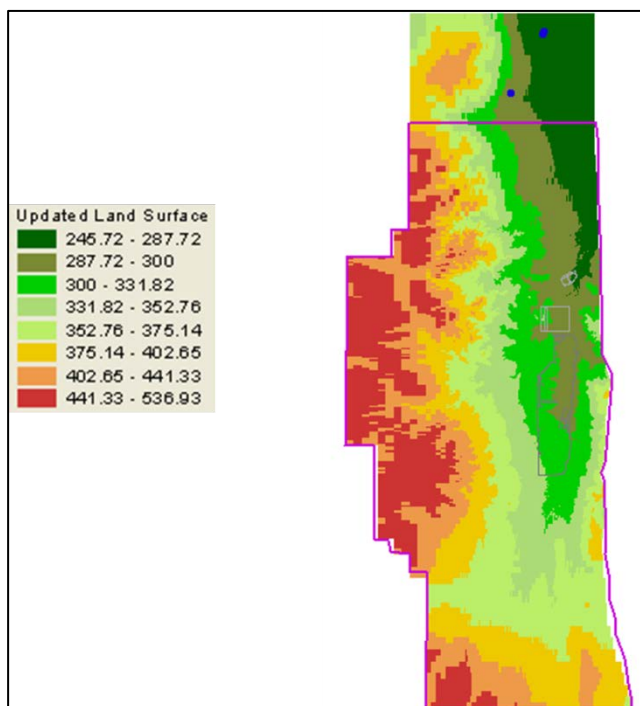 Updated Land Surface
245.72 - 287.72
287.72 - 300
300 - 331.82
331.82 - 352.76
352.76 - 375.14
375.14 - 402.65
402.65 - 441.33
441.33 - 536.93